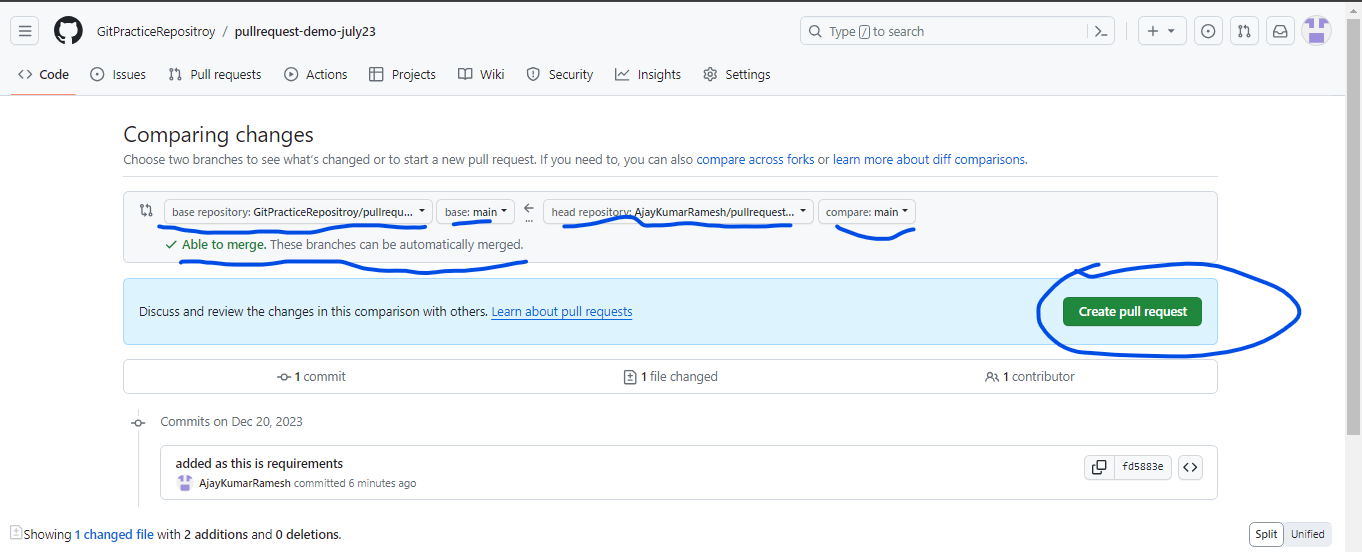 GitPracticeRepositroy / pullrequest-demo-july23
Type / to search
Code Issues Pull requests Actions Projects Wiki Security Insights Settings
Comparing changes
Choose two branches to see what's changed or to start a new pull request. If you need to, you can also compare across forks or learn more about diff comparisons.
base repository: GitPracticeRepositroy/pullrequ... base: main ... head repository: AjayKumarRamesh/pullrequest... compare: main
Able to merge. These branches can be automatically merged.
Discuss and review the changes in this comparison with others. Learn about pull requests Create pull request
1 commit 1 file changed 1 contributor
Commits on Dec 20, 2023
added as this is requirements
fd5883e
AjayKumarRamesh committed 6 minutes ago
Showing 1 changed file with 2 additions and 0 deletions. Split Unified